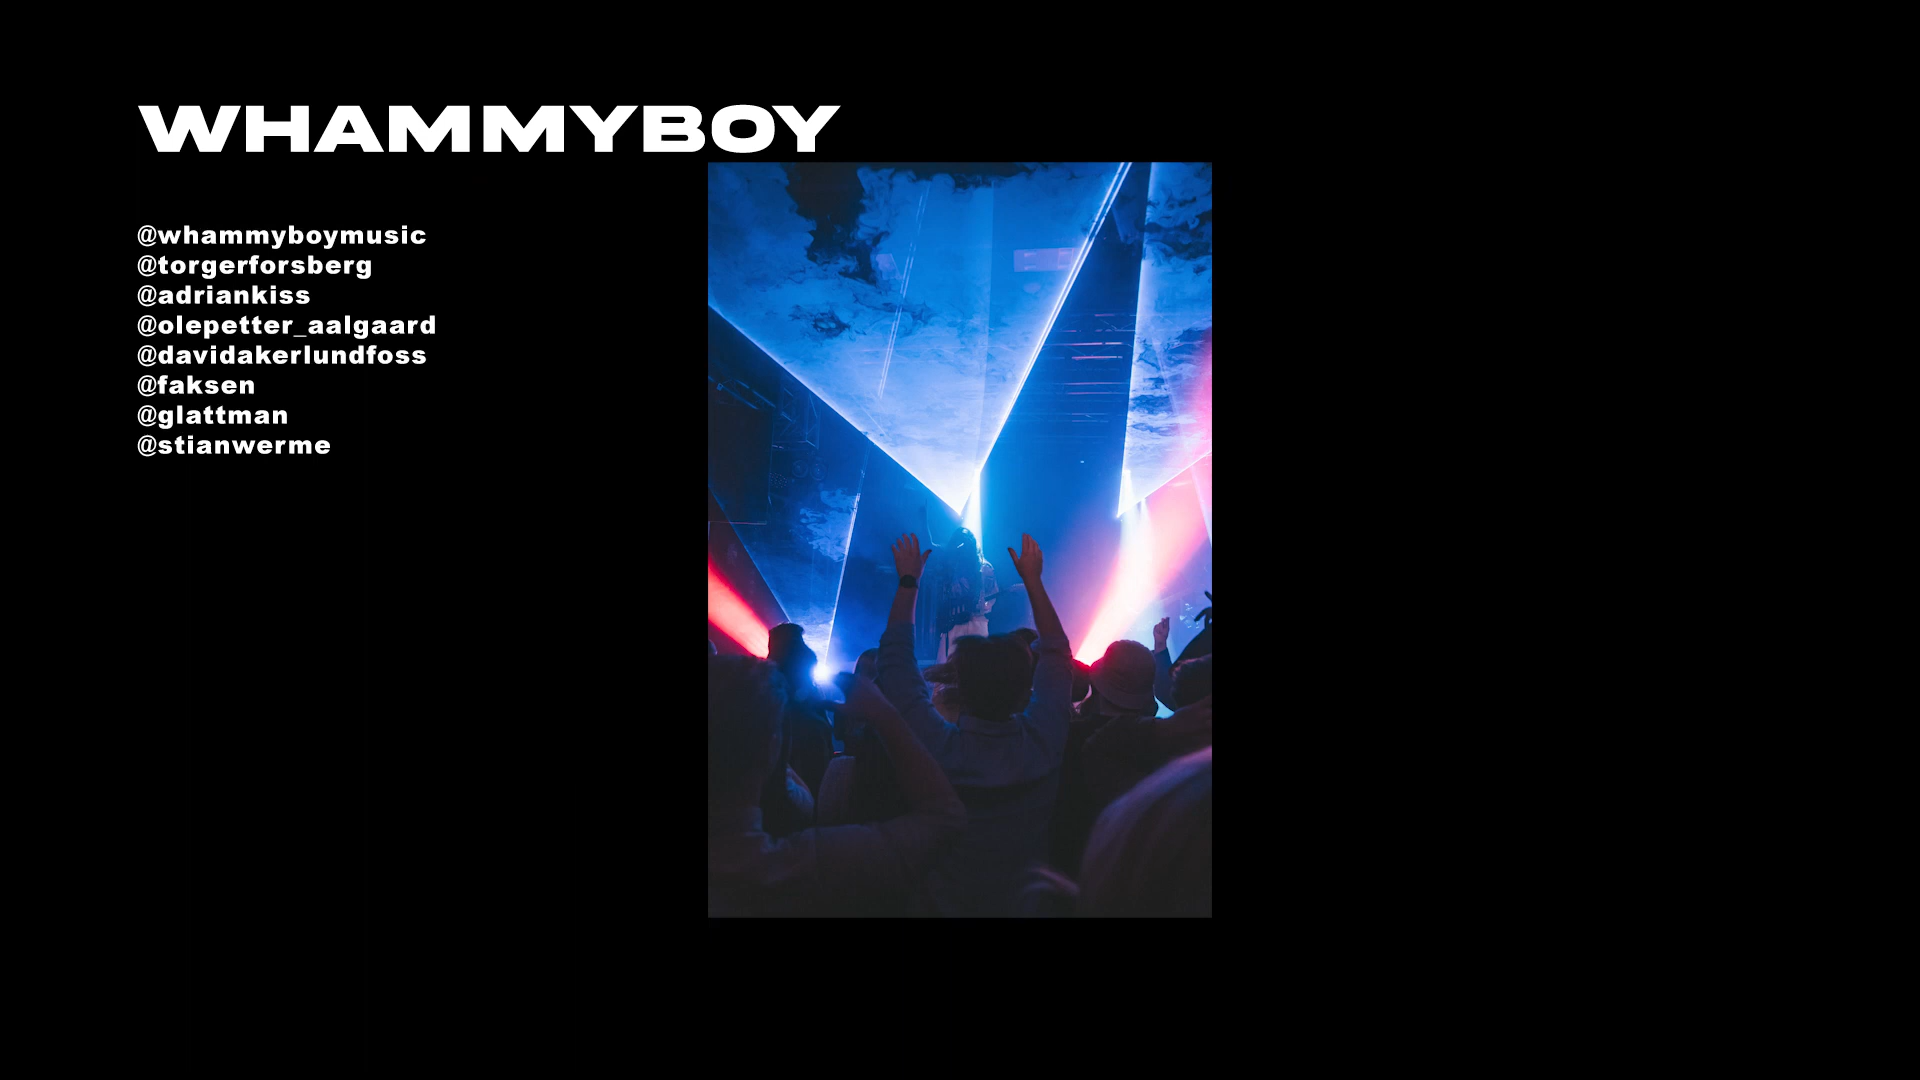 WHAMMYBOY
@whammyboymusic
@torgerforsberg
@adriankiss
@olepetter_aalgaard
@davidakerlundfoss
@faksen
@glattman
@stianwerme